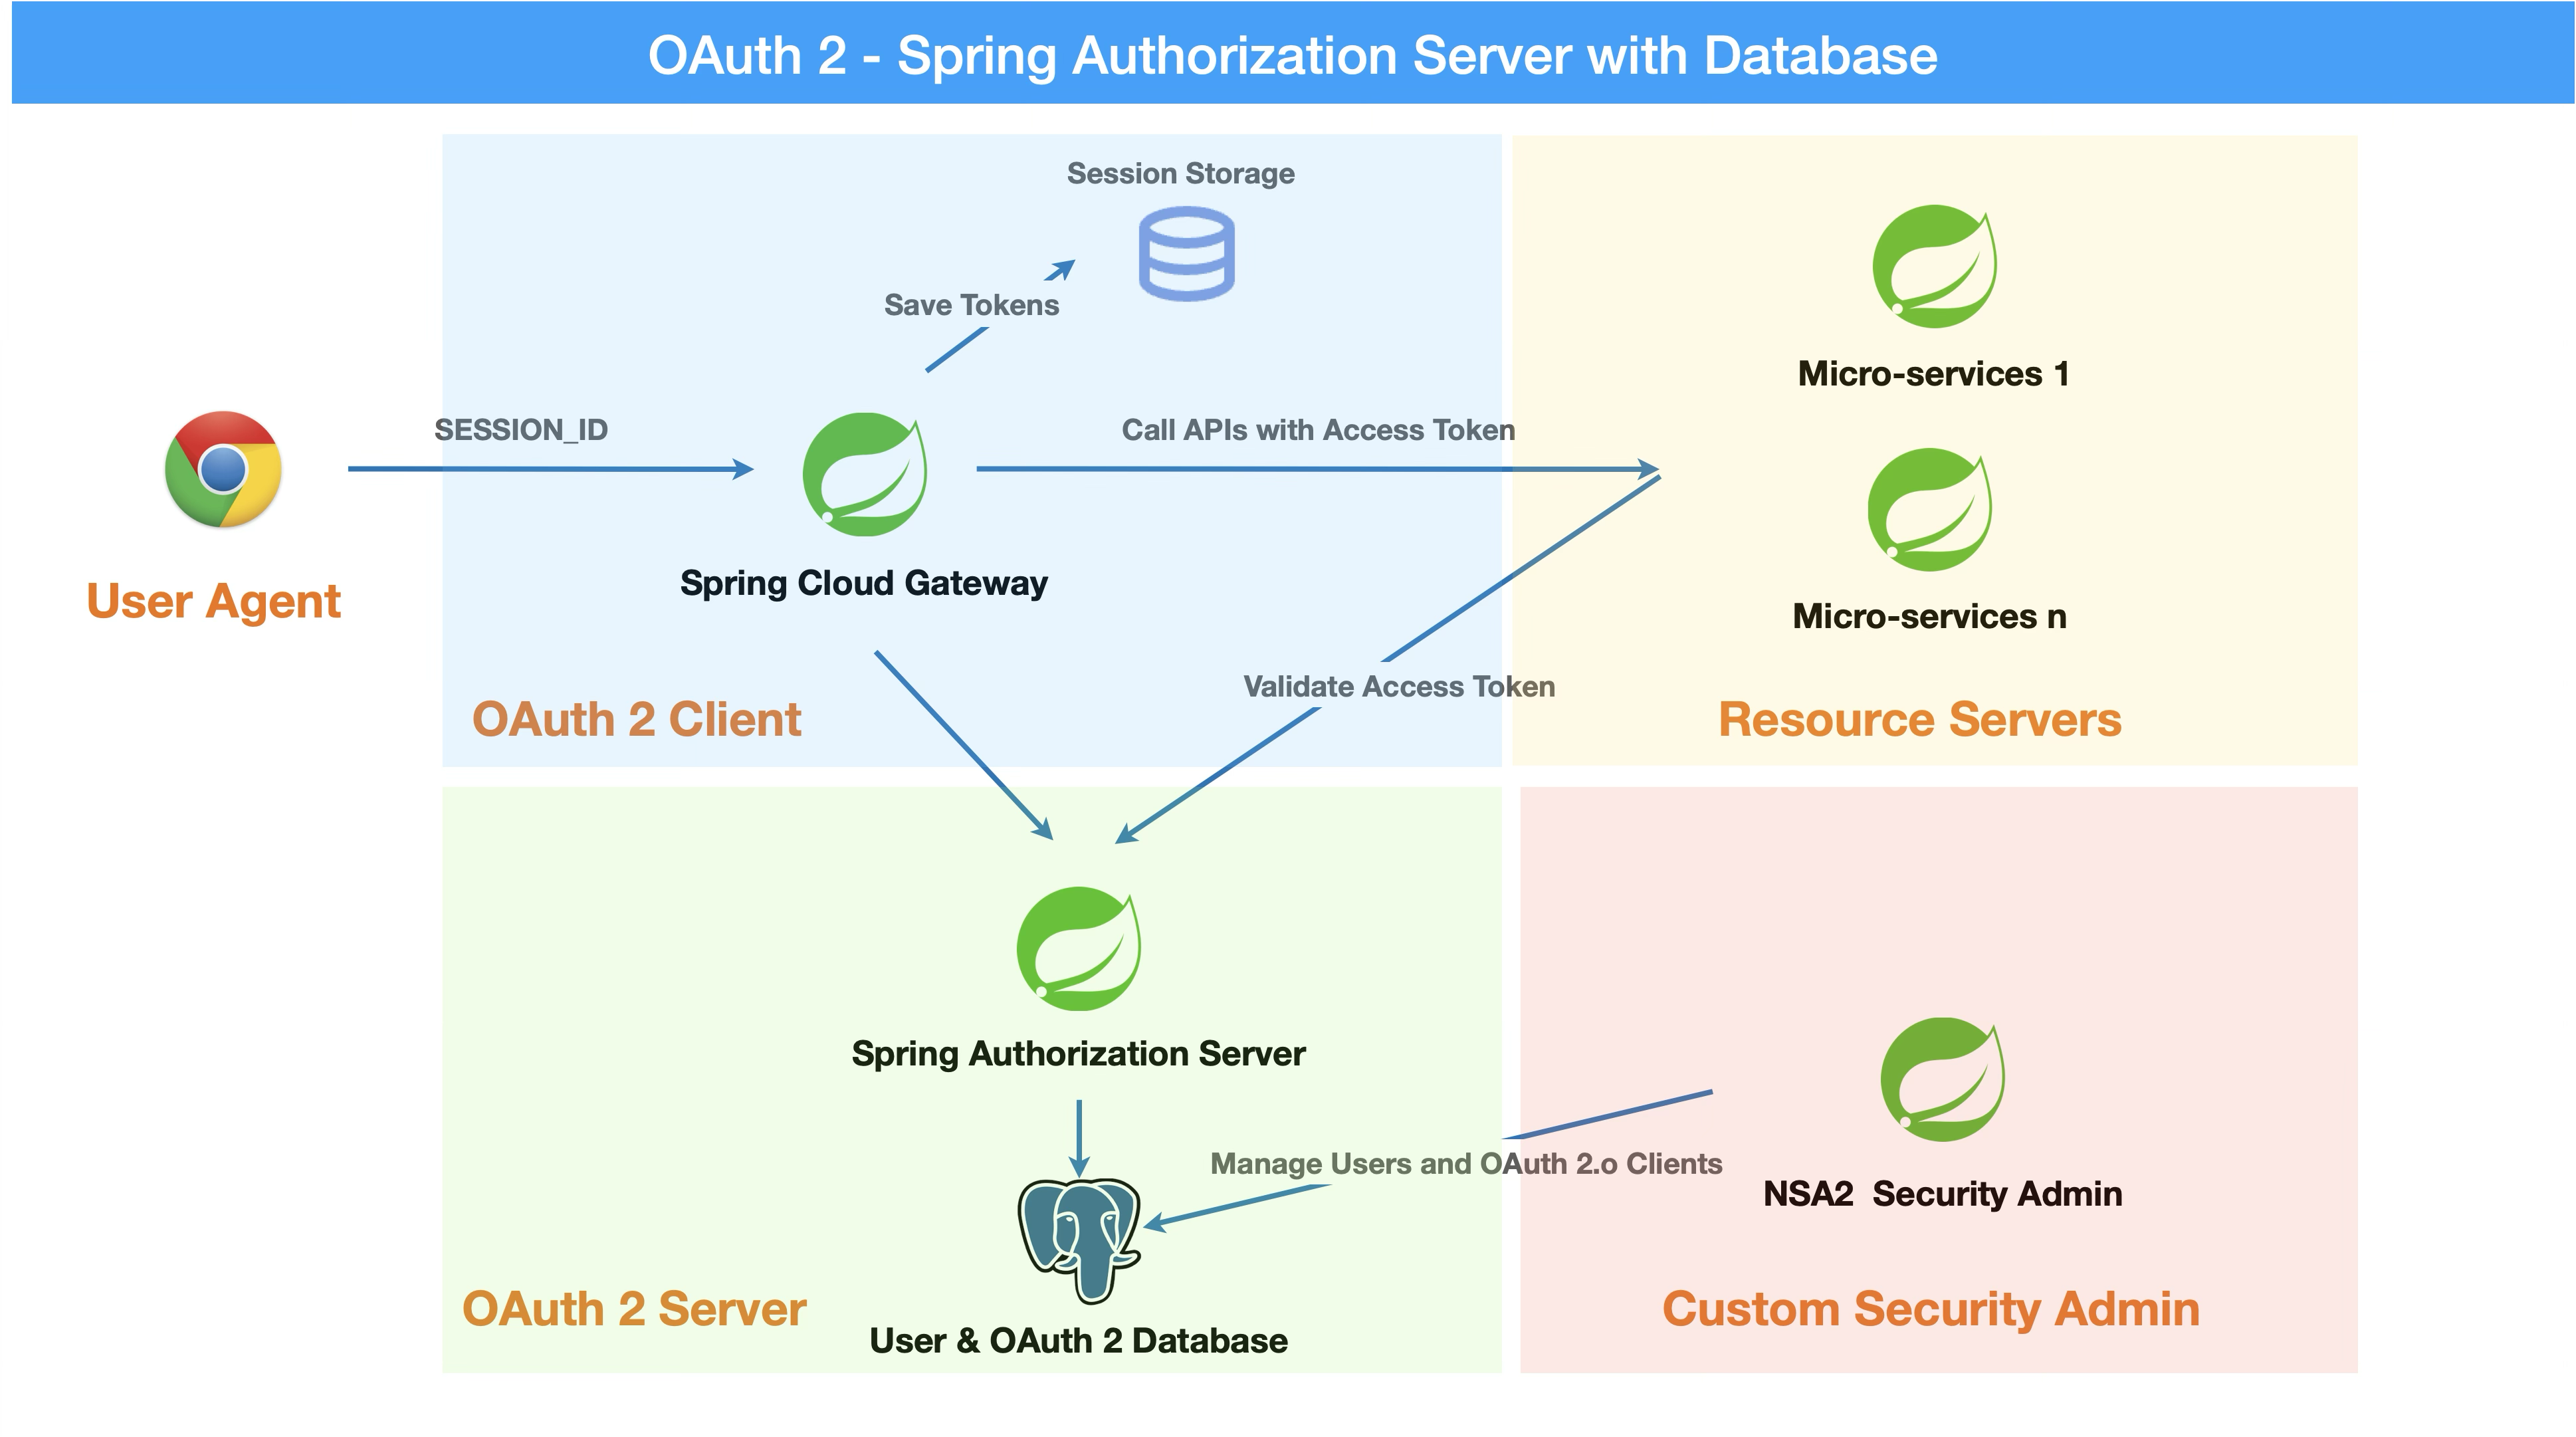 OAuth 2 - Spring Authorization Server with Database
Session Storage
Save Tokens
SESSION_ID
Call APIs with Access Token
Micro-services 1
Spring Cloud Gateway
User Agent
Micro-services n
Validate Access Token
OAuth 2 Client
Resource Servers
Spring Authorization Server
Manage Users and OAuth 2.o Clients
NSA2 Security Admin
OAuth 2 Server
User & OAuth 2 Database
Custom Security Admin